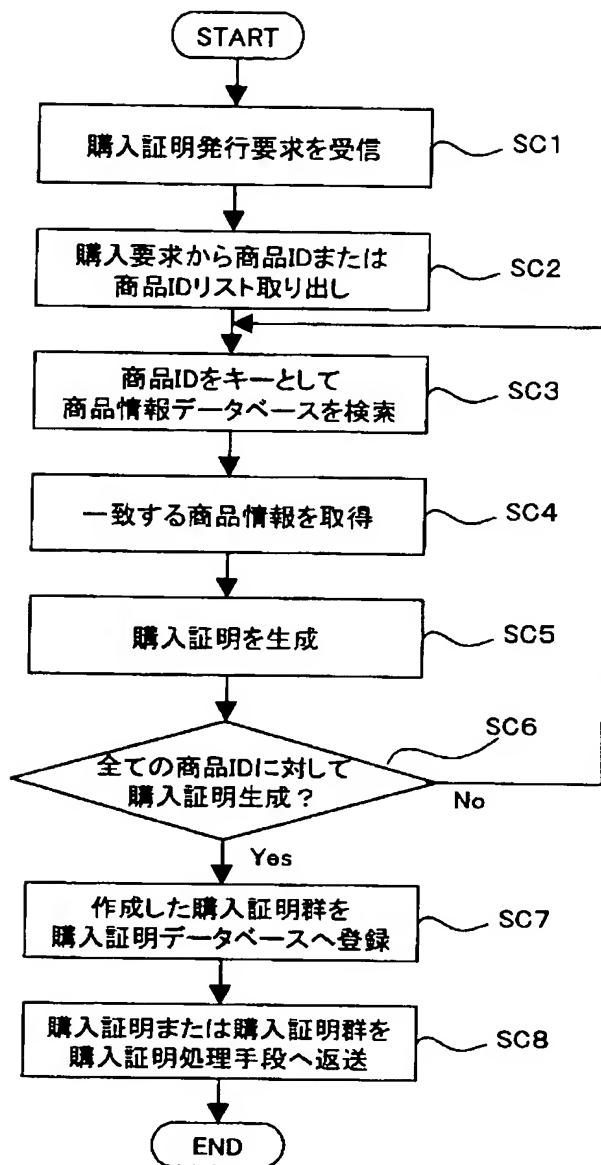 START
購入証明発行要求を受信
SC1
購入要求から商品IDまたは
商品IDリスト取り出し
SC2
商品IDをキーとして
商品情報データベースを検索
SC3
一致する商品情報を取得
SC4
購入証明を生成
SC5
全ての商品IDに対して
購入証明生成？
SC6
No
Yes
作成した購入証明群を
購入証明データベースへ登録
SC7
購入証明または購入証明群を
購入証明処理手段へ返送
SC8
END